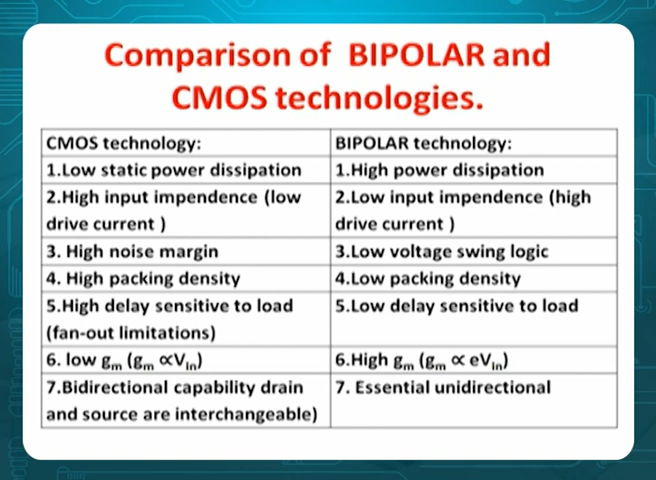 Comparison of BIPOLAR and
CMOS technologies.
CMOS technology:
BIPOLAR technology:
1.Low static power dissipation
1.High power dissipation
2.High input impendence (low
drive current )
2.Low input impendence (high
drive current )
3. High noise margin
3.Low voltage swing logic
4. High packing density
4.Low packing density
5.High delay sensitive to load
(fan-out limitations)
5.Low delay sensitive to load
6. low gm (gm ∝Vin)
6.High gm (gm ∝ eVin)
7.Bidirectional capability drain
and source are interchangeable)
7. Essential unidirectional